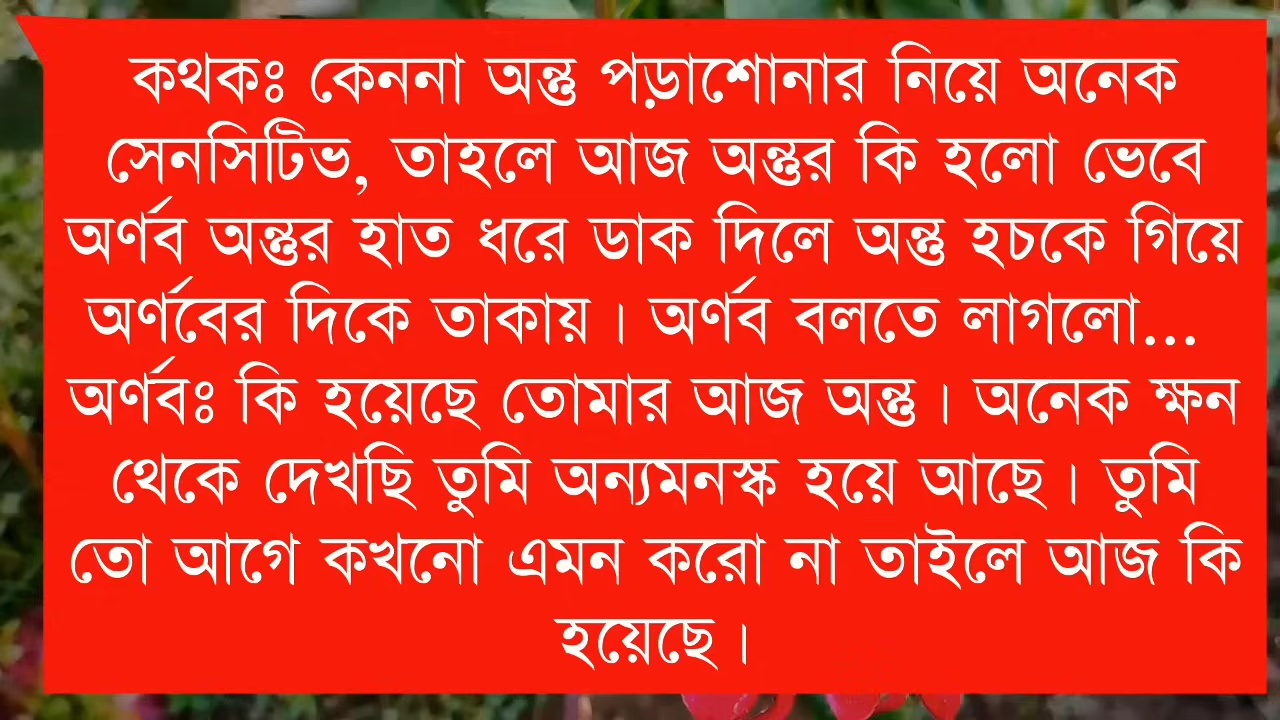 কথকঃ কেননা অন্তু পড়াশোনার নিয়ে অনেক
সেনসিটিভ, তাহলে আজ অন্তুর কি হলো ভেবে
অর্ণব অন্তুর হাত ধরে ডাক দিলে অন্তু হচকে গিয়ে
অর্ণবের দিকে তাকায়। অর্ণব বলতে লাগলো...
অর্ণবঃ কি হয়েছে তোমার আজ অন্তু। অনেক ক্ষন
থেকে দেখছি তুমি অন্যমনস্ক হয়ে আছে। তুমি
তো আগে কখনো এমন করো না তাইলে আজ কি
হয়েছে।